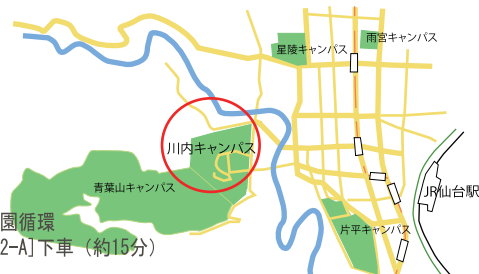 雨宮キャンパス
星陵キャンパス
川内キャンパス
青葉山キャンパス
JR仙台駅
片平キャンパス
園循環
2-A]下車（約15分）